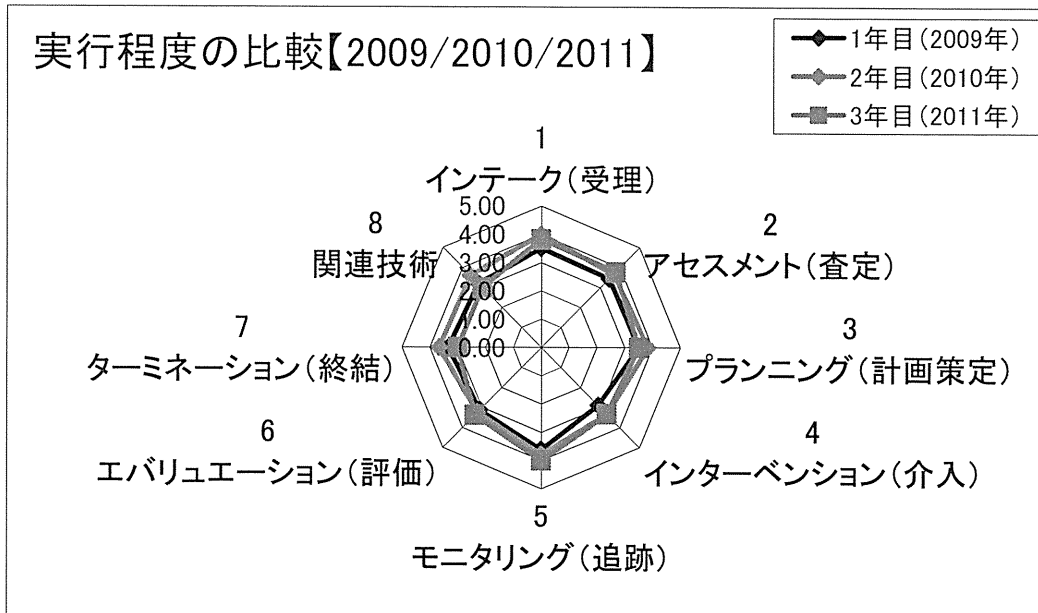 実行程度の比較【2009/2010/2011】
1年目(2009年)
2年目(2010年)
3年目(2011年)
1
インテーク(受理)
2
アセスメント(査定)
3
プランニング(計画策定)
4
インターベンション(介入)
5
モニタリング(追跡)
6
エバリュエーション(評価)
7
ターミネーション(終結)
8
関連技術
5.00
4.00
3.00
2.00
1.00
0.00